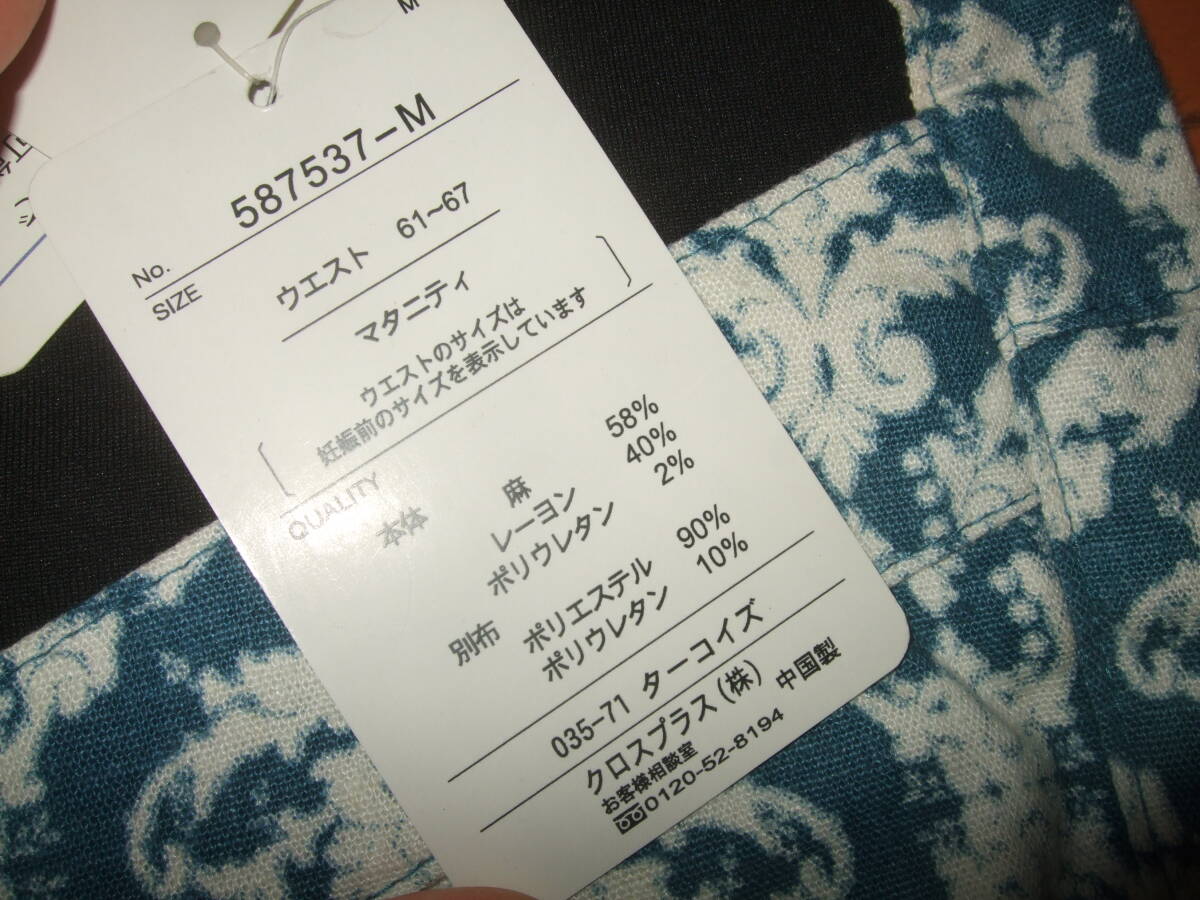 M
No. 587537-M
SIZE
ウエスト 61~67
マタニティ
ウエストのサイズは
妊娠前のサイズを表示しています
QUALITY
本体 麻 58%
レーヨン 40%
ポリウレタン 2%
別布 ポリエステル 90%
ポリウレタン 10%
035-71 ターコイズ
クロスプラス(株) 中国製
お客様相談室
0120-52-8194